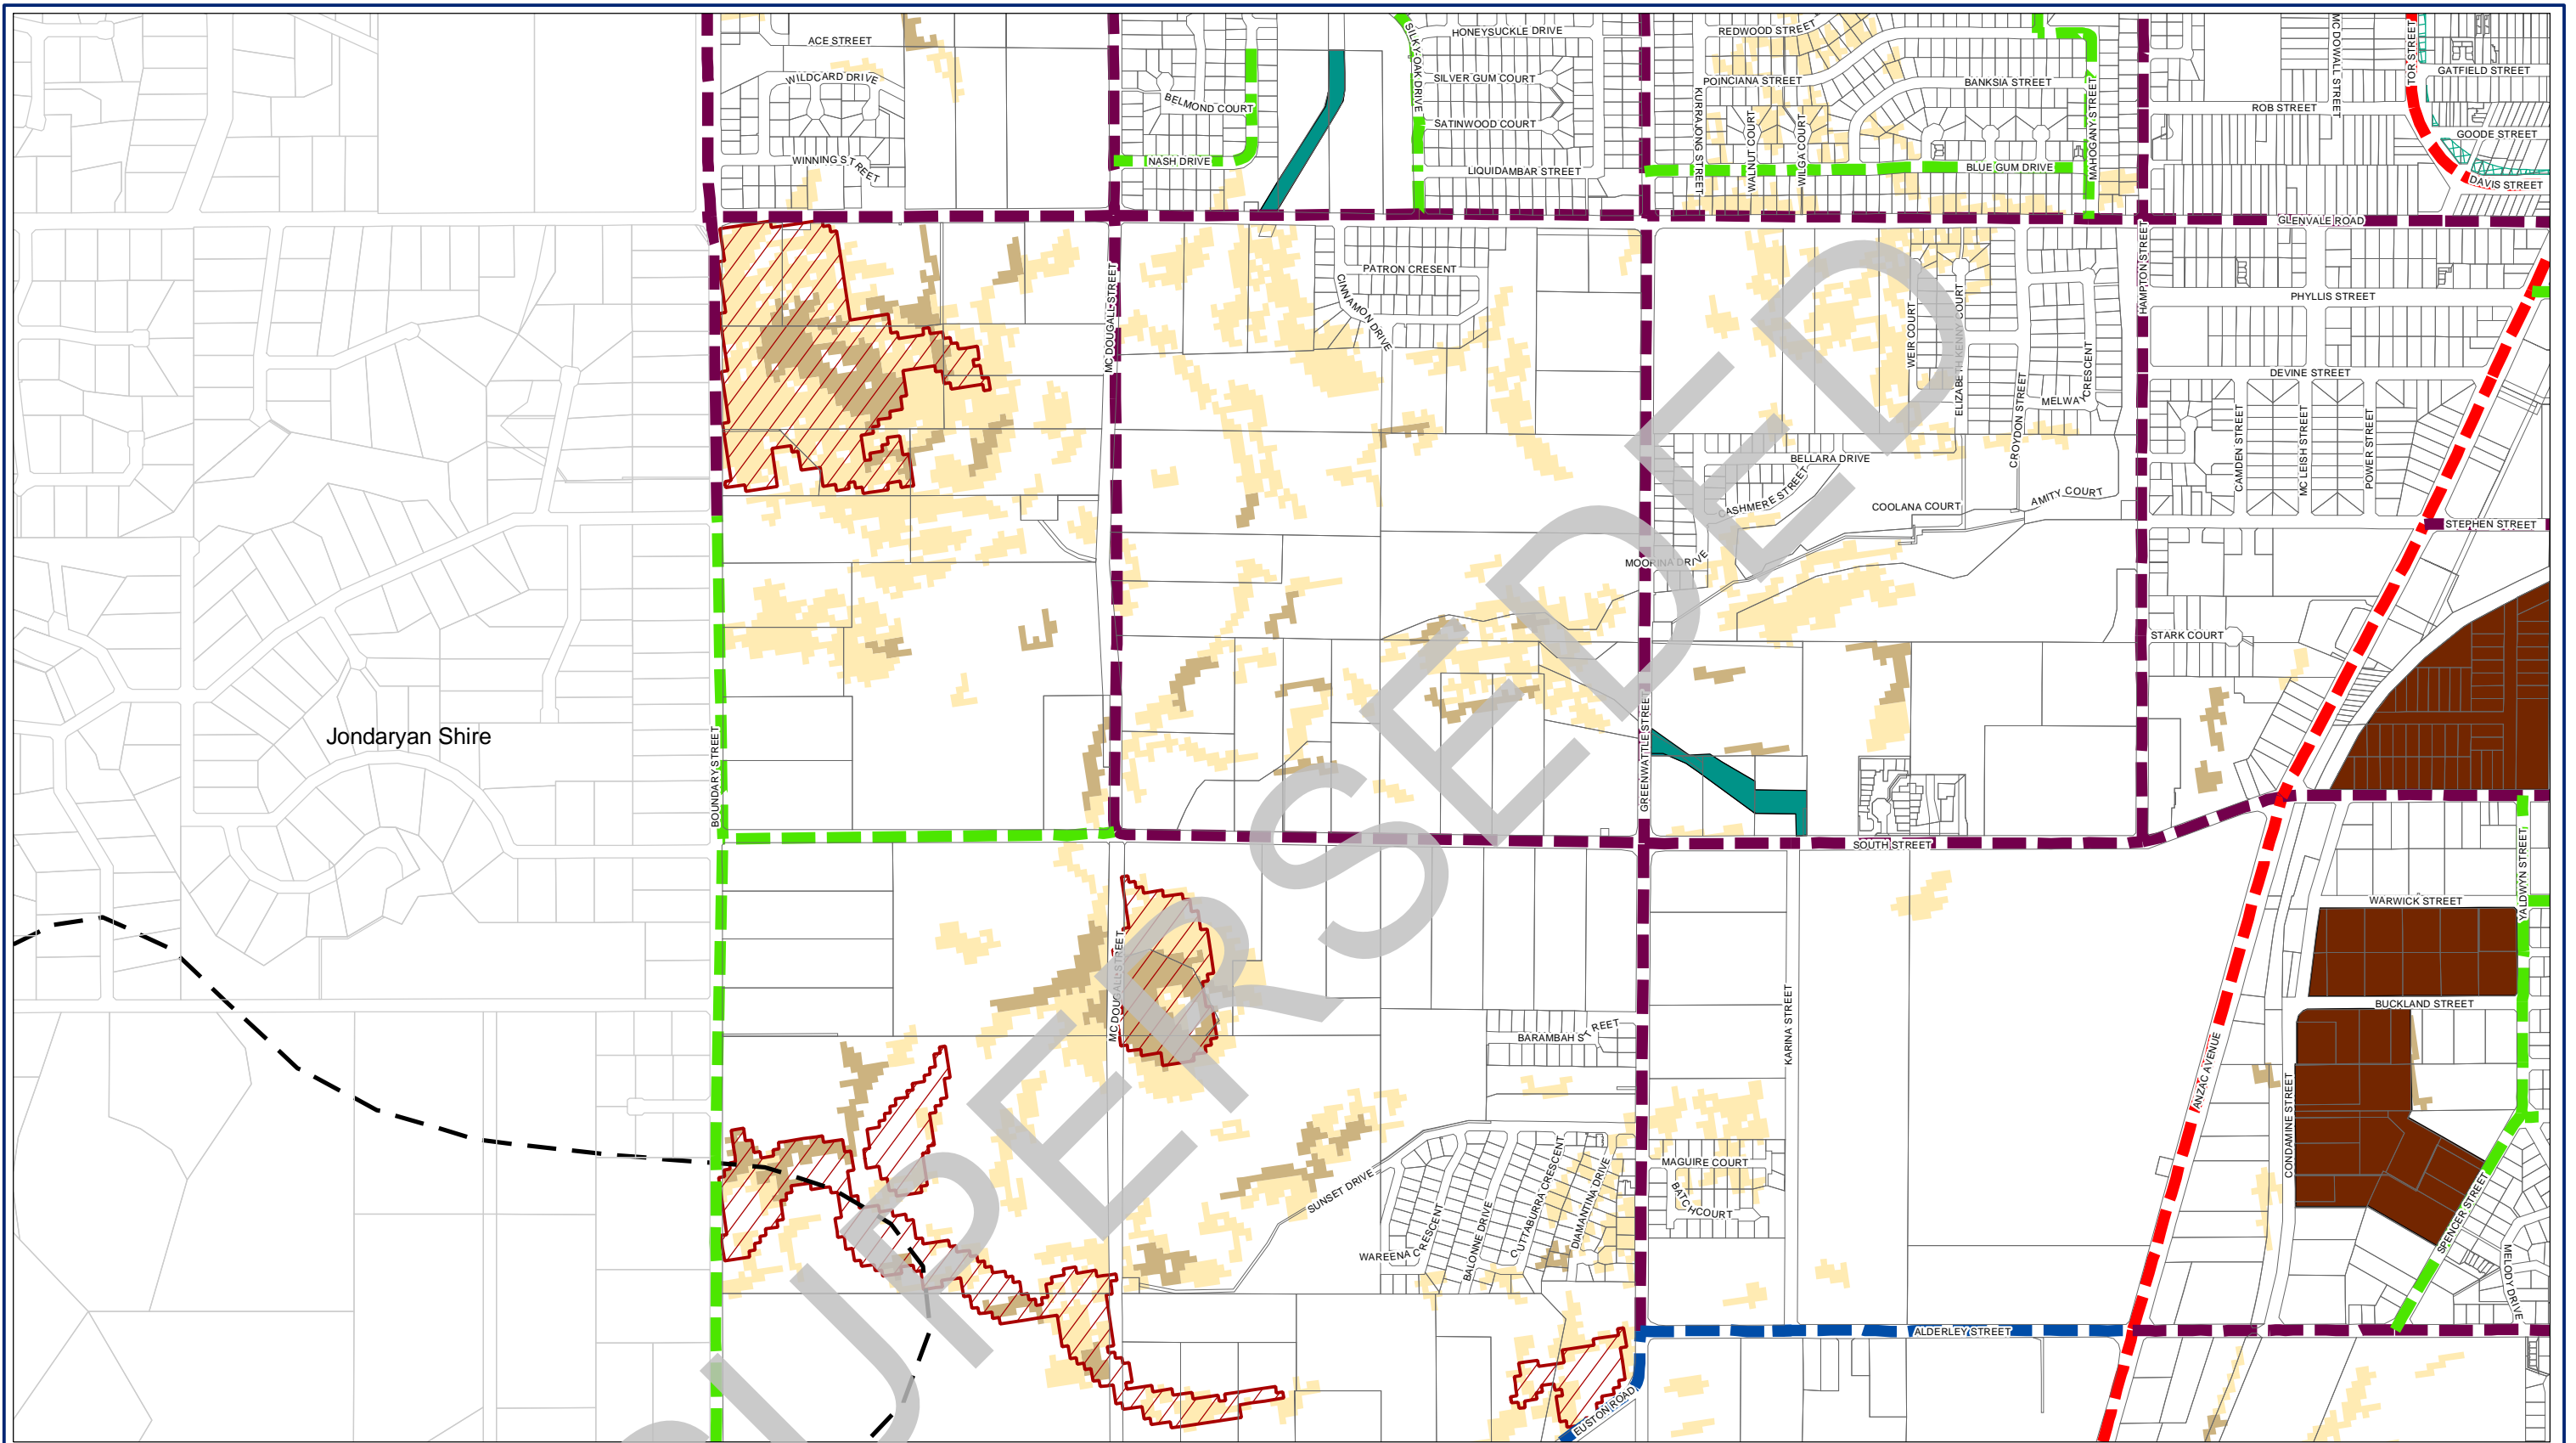 ACE STREET
WILDCARD DRIVE
WINNING STREET
BELMOND COURT
NASH DRIVE
SILKY OAK DRIVE
HONEYSUCKLE DRIVE
SILVER GUM COURT
SATINWOOD COURT
LIQUIDAMBAR STREET
REDWOOD STREET
POINCIANA STREET
BANKSIA STREET
KURRAJONG STREET
WALNUT COURT
WILGA COURT
BLUE GUM DRIVE
MAHOGANY STREET
MC DOWALL STREET
TOR STREET
GATFIELD STREET
ROB STREET
GOODE STREET
DAVIS STREET
GLENVALE ROAD
HAMPTON STREET
PHYLLIS STREET
DEVINE STREET
CAMDEN STREET
MC LEISH STREET
POWER STREET
STEPHEN STREET
MC DOUGALL STREET
PATRON CRESENT
CINNAMON DRIVE
WEIR COURT
ELIZABETH KENNY COURT
CROYDON STREET
MELWA CRESCENT
BELLARA DRIVE
CASHMERE STREET
COOLANA COURT
AMITY COURT
MOORINA DRIVE
STARK COURT
Jondaryan Shire
BOUNDARY STREET
GREENWATTLE STREET
SOUTH STREET
YALDWYN STREET
WARWICK STREET
BUCKLAND STREET
MC DOUGALL STREET
BARAMBAH STREET
KARINA STREET
ANZAC AVENUE
CONDAMINE STREET
SUNSET DRIVE
WAREENA CRESCENT
BALONNE DRIVE
CUTTABURRA CRESCENT
DIAMANTINA DRIVE
MAGUIRE COURT
BATCHCOURT
SPENCER STREET
MELODY DRIVE
ALDERLEY STREET
EUSTON ROAD
SUPERSEDED